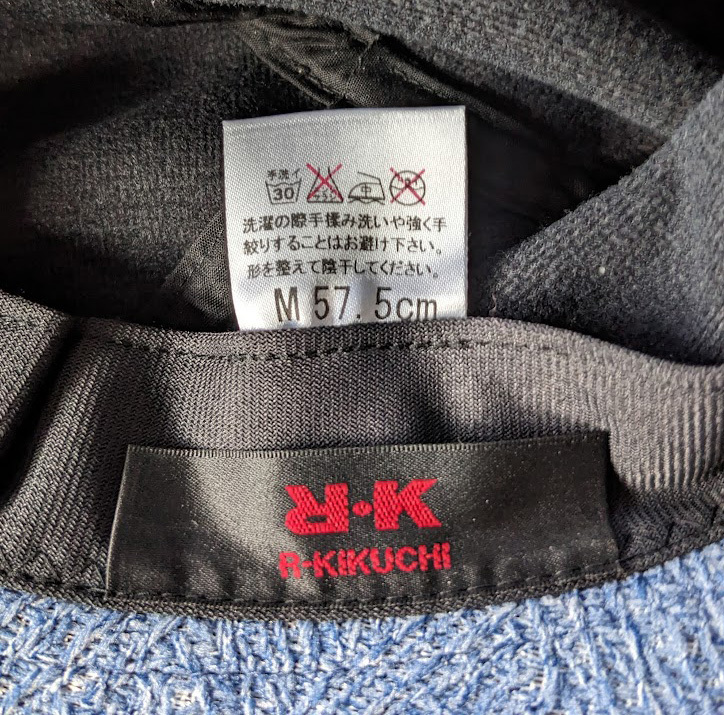 手洗イ
30
中
洗濯の際手揉み洗いや強く手
絞りすることはお避け下さい。
形を整えて陰干してください。
M 57.5cm
R-KIKUCHI